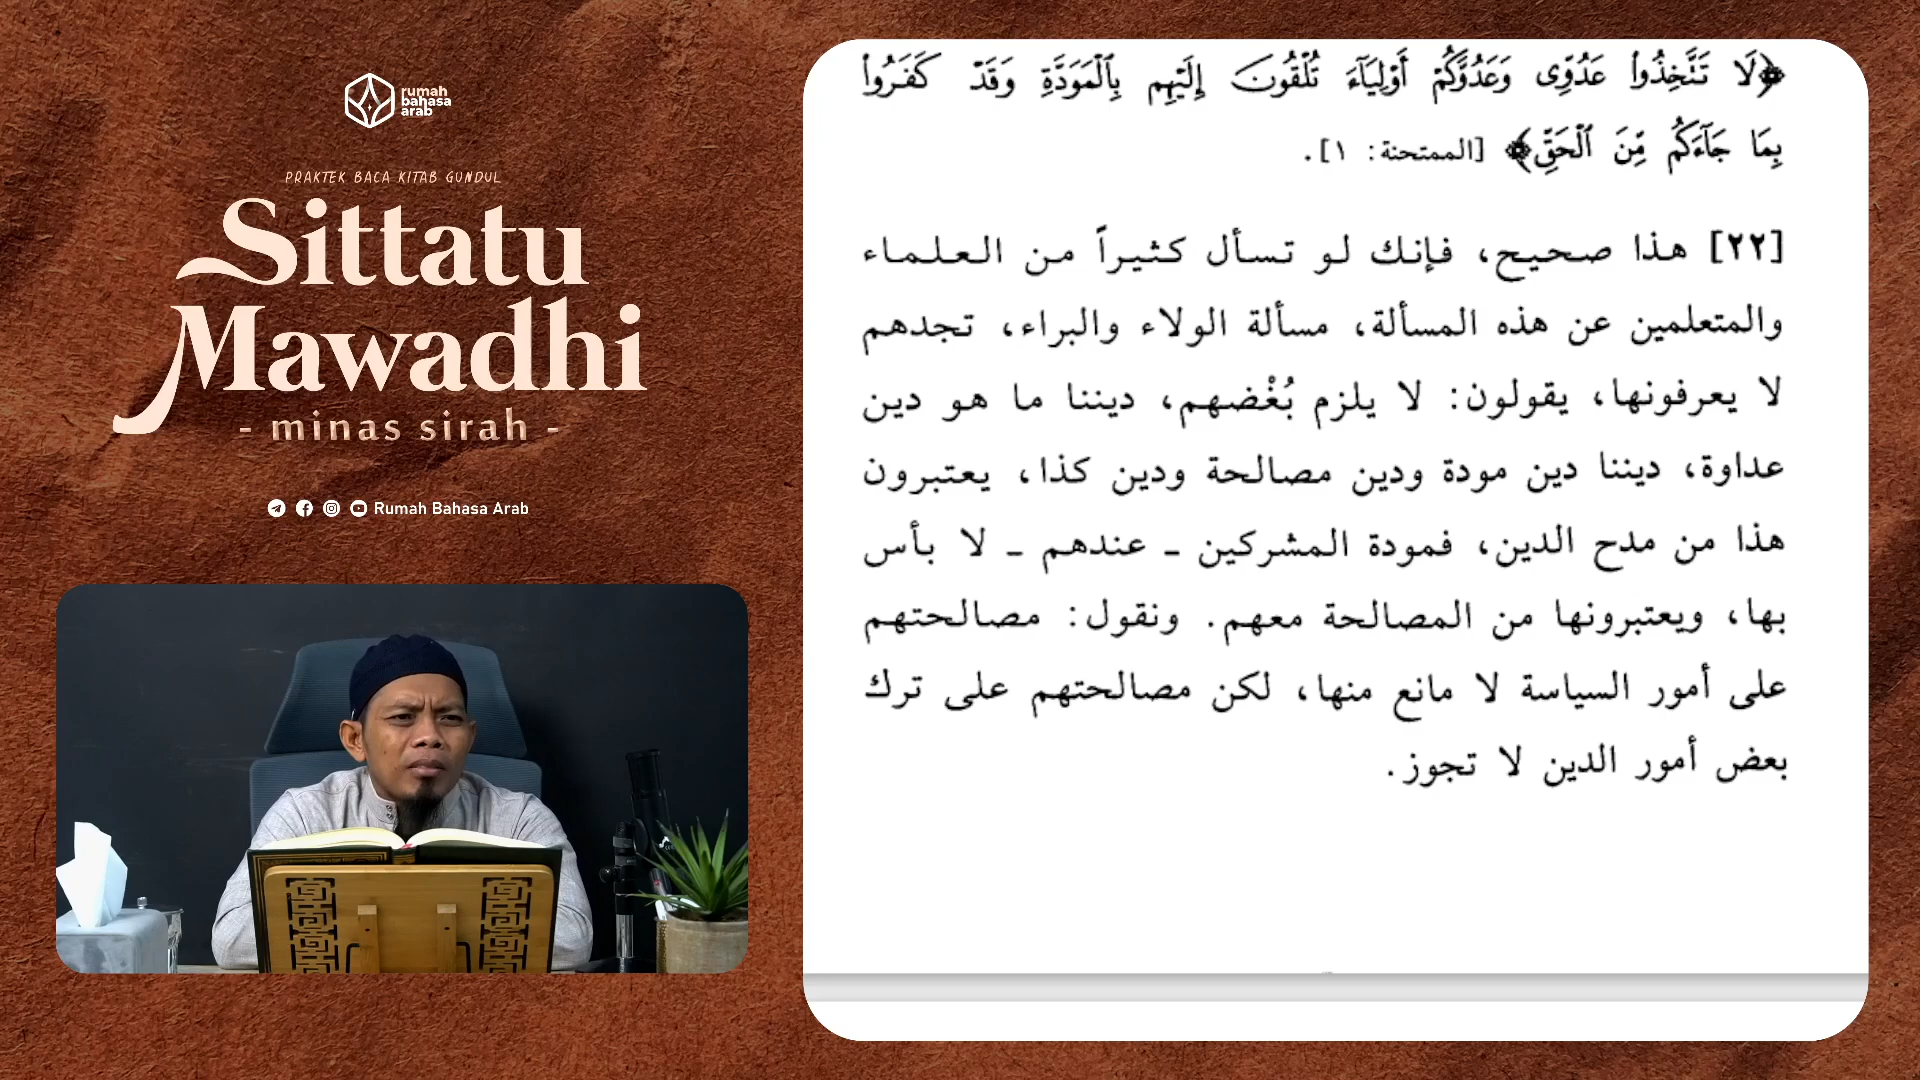 rumah
bahasa
arab
PRAKTEK BACA KITAB GUNDUL
Sittatu
Mawadhi
- minas sirah -
Rumah Bahasa Arab
﴿لَا تَتَّخِذُوا۟ عَدُوِّى وَعَدُوَّكُمْ أَوْلِيَآءَ تُلْقُونَ إِلَيْهِم بِٱلْمَوَدَّةِ وَقَدْ كَفَرُوا۟
بِمَا جَآءَكُم مِّنَ ٱلْحَقِّ﴾ [الممتحنة: ١].
[٢٢] هذا صحيح، فإنك لو تسأل كثيراً من العلماء
والمتعلمين عن هذه المسألة، مسألة الولاء والبراء، تجدهم
لا يعرفونها، يقولون: لا يلزم بُغْضهم، ديننا ما هو دين
عداوة، ديننا دين مودة ودين مصالحة ودين كذا، يعتبرون
هذا من مدح الدين، فمودة المشركين ـ عندهم ـ لا بأس
بها، ويعتبرونها من المصالحة معهم. ونقول: مصالحتهم
على أمور السياسة لا مانع منها، لكن مصالحتهم على ترك
بعض أمور الدين لا تجوز.